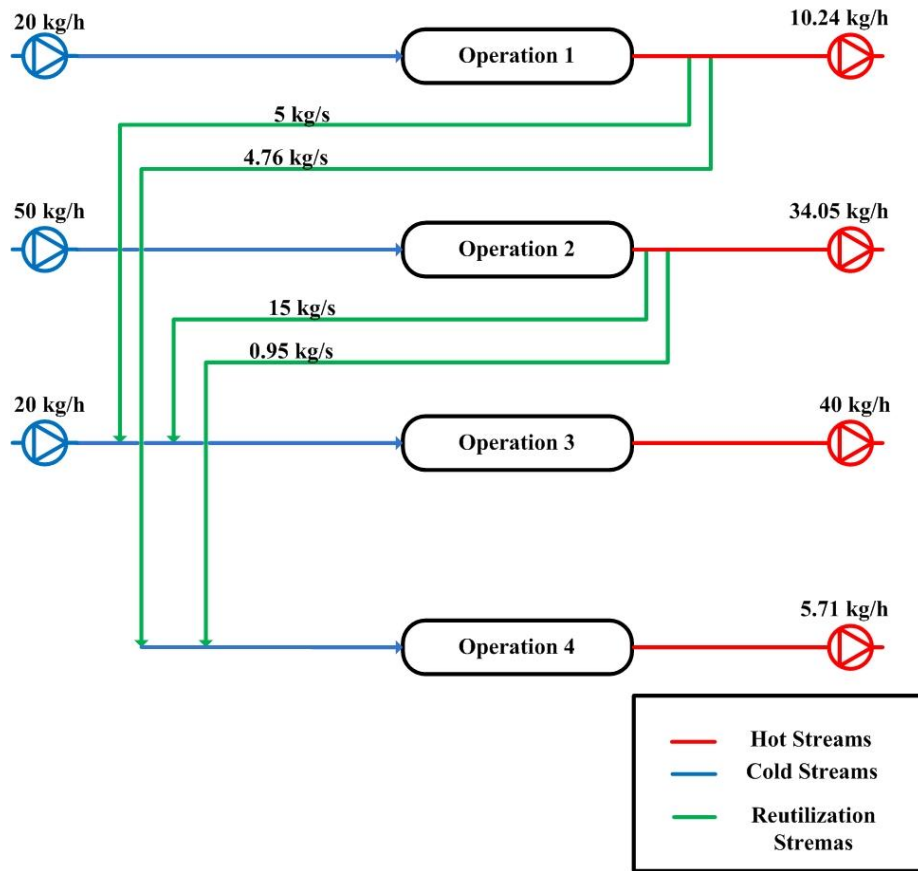 20 kg/h
Operation 1
10.24 kg/h
5 kg/s
4.76 kg/s
50 kg/h
Operation 2
34.05 kg/h
15 kg/s
0.95 kg/s
20 kg/h
Operation 3
40 kg/h
Operation 4
5.71 kg/h
Hot Streams
Cold Streams
Reutilization
Stremas